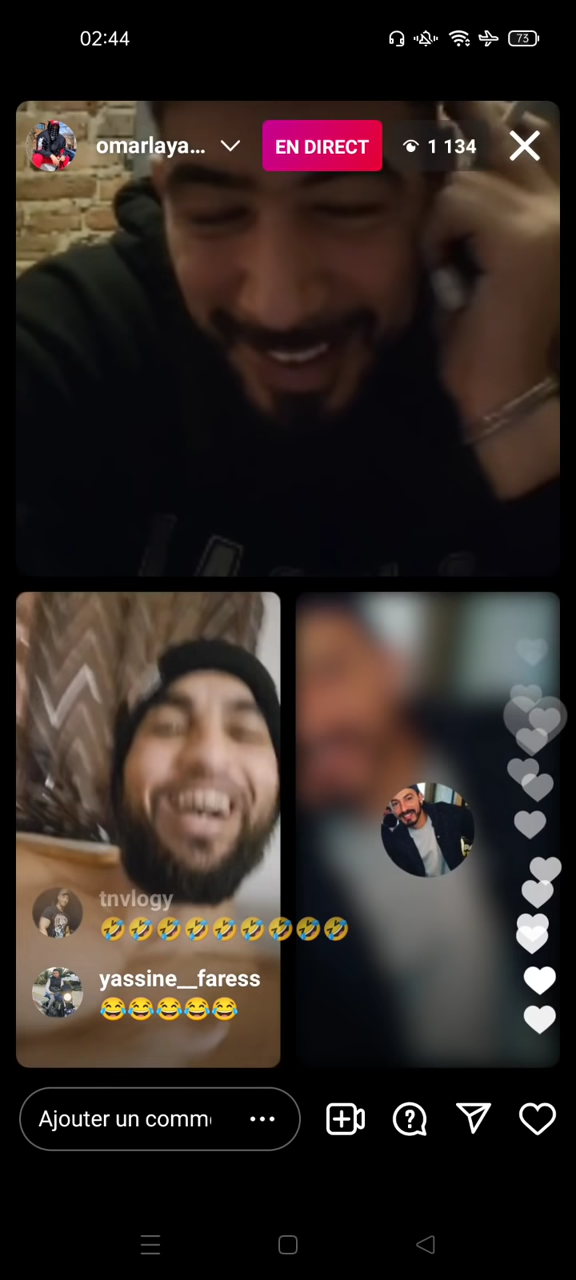 02:44
73
omarlaya...
EN DIRECT
1 134
tnvlogy
🤣🤣🤣🤣🤣🤣🤣🤣🤣
yassine__faress
😂😂😂😂😂
Ajouter un comm